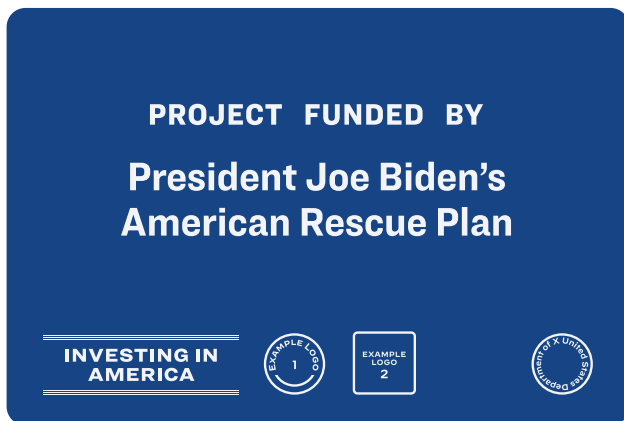 PROJECT FUNDED BY
President Joe Biden’s
American Rescue Plan
INVESTING IN
AMERICA
EXAMPLE LOGO
1
EXAMPLE
LOGO
2
Department of X United States